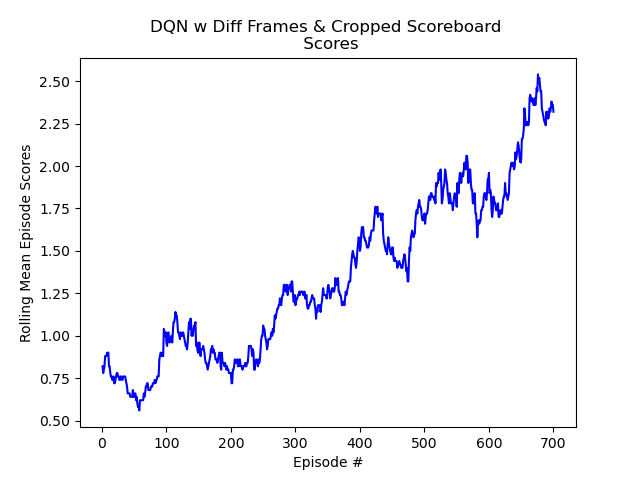 DQN w Diff Frames & Cropped Scoreboard
Scores
Rolling Mean Episode Scores
2.50
2.25
2.00
1.75
1.50
1.25
1.00
0.75
0.50
0 100 200 300 400 500 600 700
Episode #